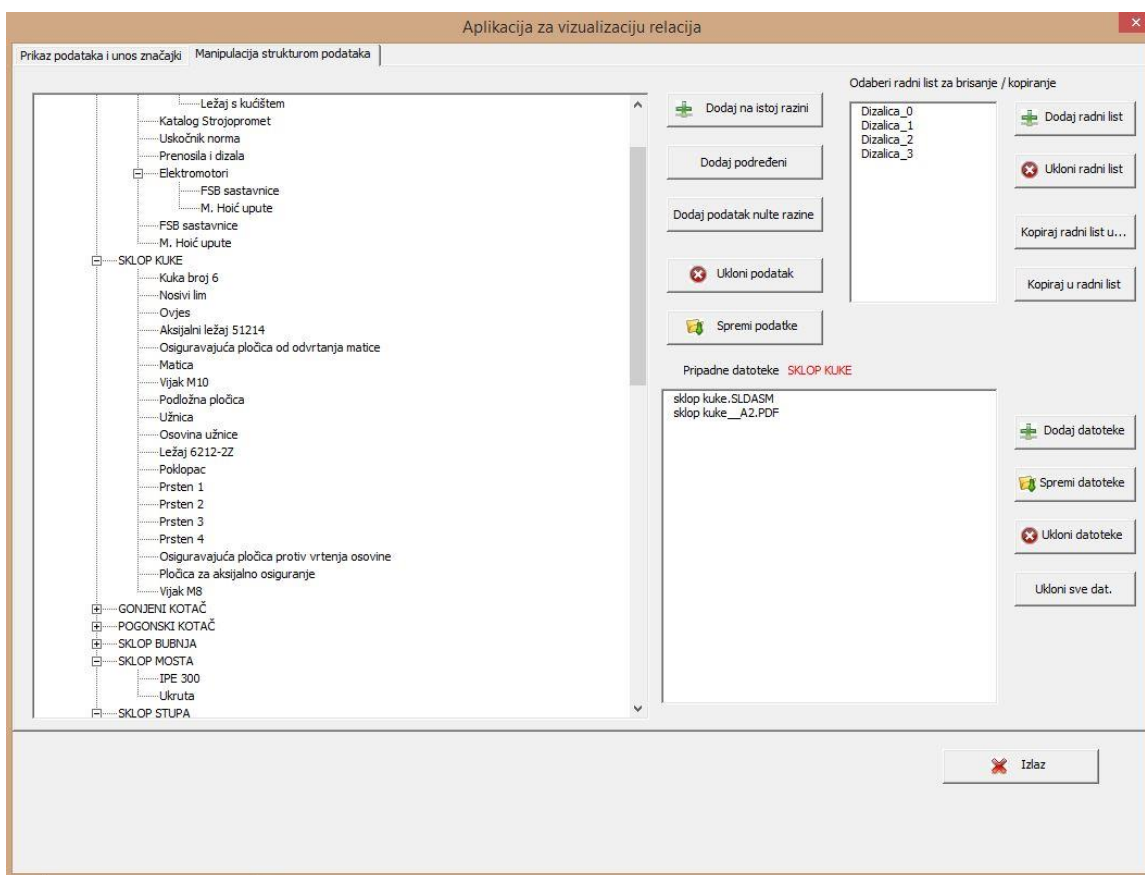 Aplikacija za vizualizaciju relacija
Prikaz podataka i unos značajki
Manipulacija strukturom podataka
Ležaj s kućištem
Katalog Strojopromet
Uskočnik norma
Prenosila i dizala
Elektromotori
FSB sastavnice
M. Hoić upute
FSB sastavnice
M. Hoić upute
SKLOP KUKE
Kuka broj 6
Nosivi lim
Ovjes
Aksijalni ležaj 51214
Osiguravajuća pločica od odvrtanja matice
Matica
Vijak M10
Podložna pločica
Užnica
Osovina užnice
Ležaj 6212-2Z
Poklopac
Prsten 1
Prsten 2
Prsten 3
Prsten 4
Osiguravajuća pločica protiv vrtenja osovine
Pločica za aksijalno osiguranje
Vijak M8
GONJENI KOTAČ
POGONSKI KOTAČ
SKLOP BUBNJA
SKLOP MOSTA
IPE 300
Ukruta
SKLOP STUPA
Dodaj na istoj razini
Dodaj podređeni
Dodaj podatak nulte razine
Ukloni podatak
Spremi podatke
Odaberi radni list za brisanje / kopiranje
Dizalica_0
Dizalica_1
Dizalica_2
Dizalica_3
Dodaj radni list
Ukloni radni list
Kopiraj radni list u...
Kopiraj u radni list
Pripadne datoteke SKLOP KUKE
sklop kuke.SLDASM
sklop kuke__A2.PDF
Dodaj datoteke
Spremi datoteke
Ukloni datoteke
Ukloni sve dat.
Izlaz